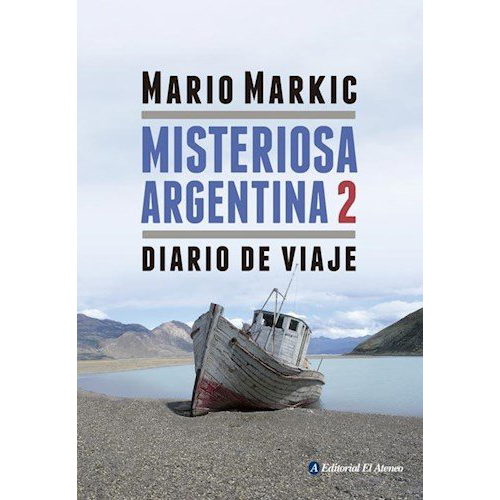 MARIO MARKIC
MISTERIOSA
ARGENTINA 2
DIARIO DE VIAJE
A Editorial El Ateneo